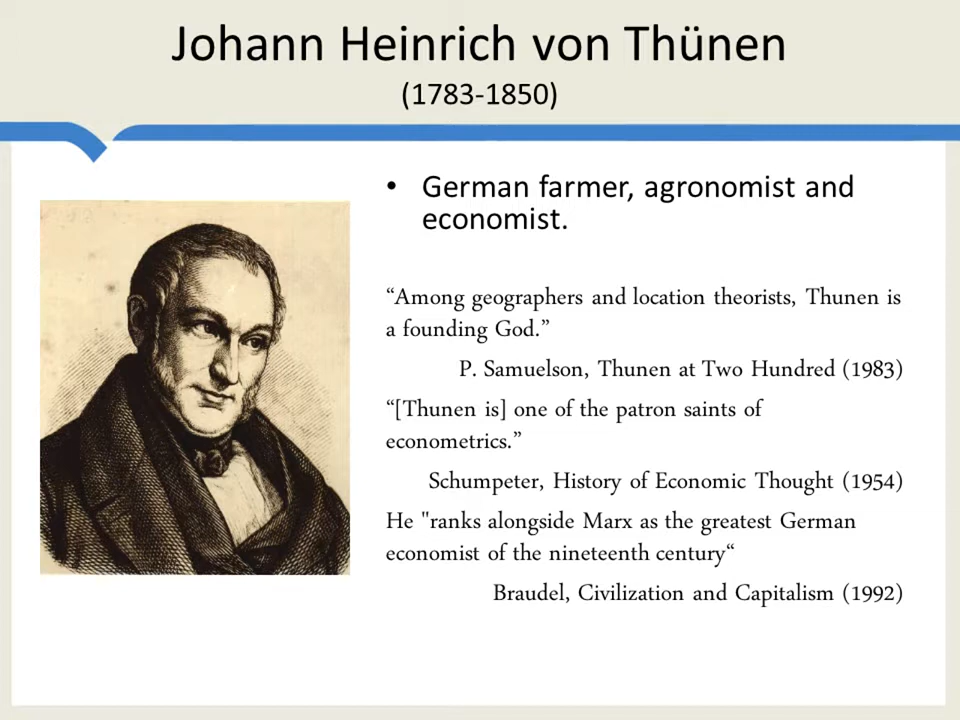 Johann Heinrich von Thünen
(1783-1850)
• German farmer, agronomist and
economist.
“Among geographers and location theorists, Thunen is
a founding God.”
P. Samuelson, Thunen at Two Hundred (1983)
“[Thunen is] one of the patron saints of
econometrics.”
Schumpeter, History of Economic Thought (1954)
He "ranks alongside Marx as the greatest German
economist of the nineteenth century“
Braudel, Civilization and Capitalism (1992)